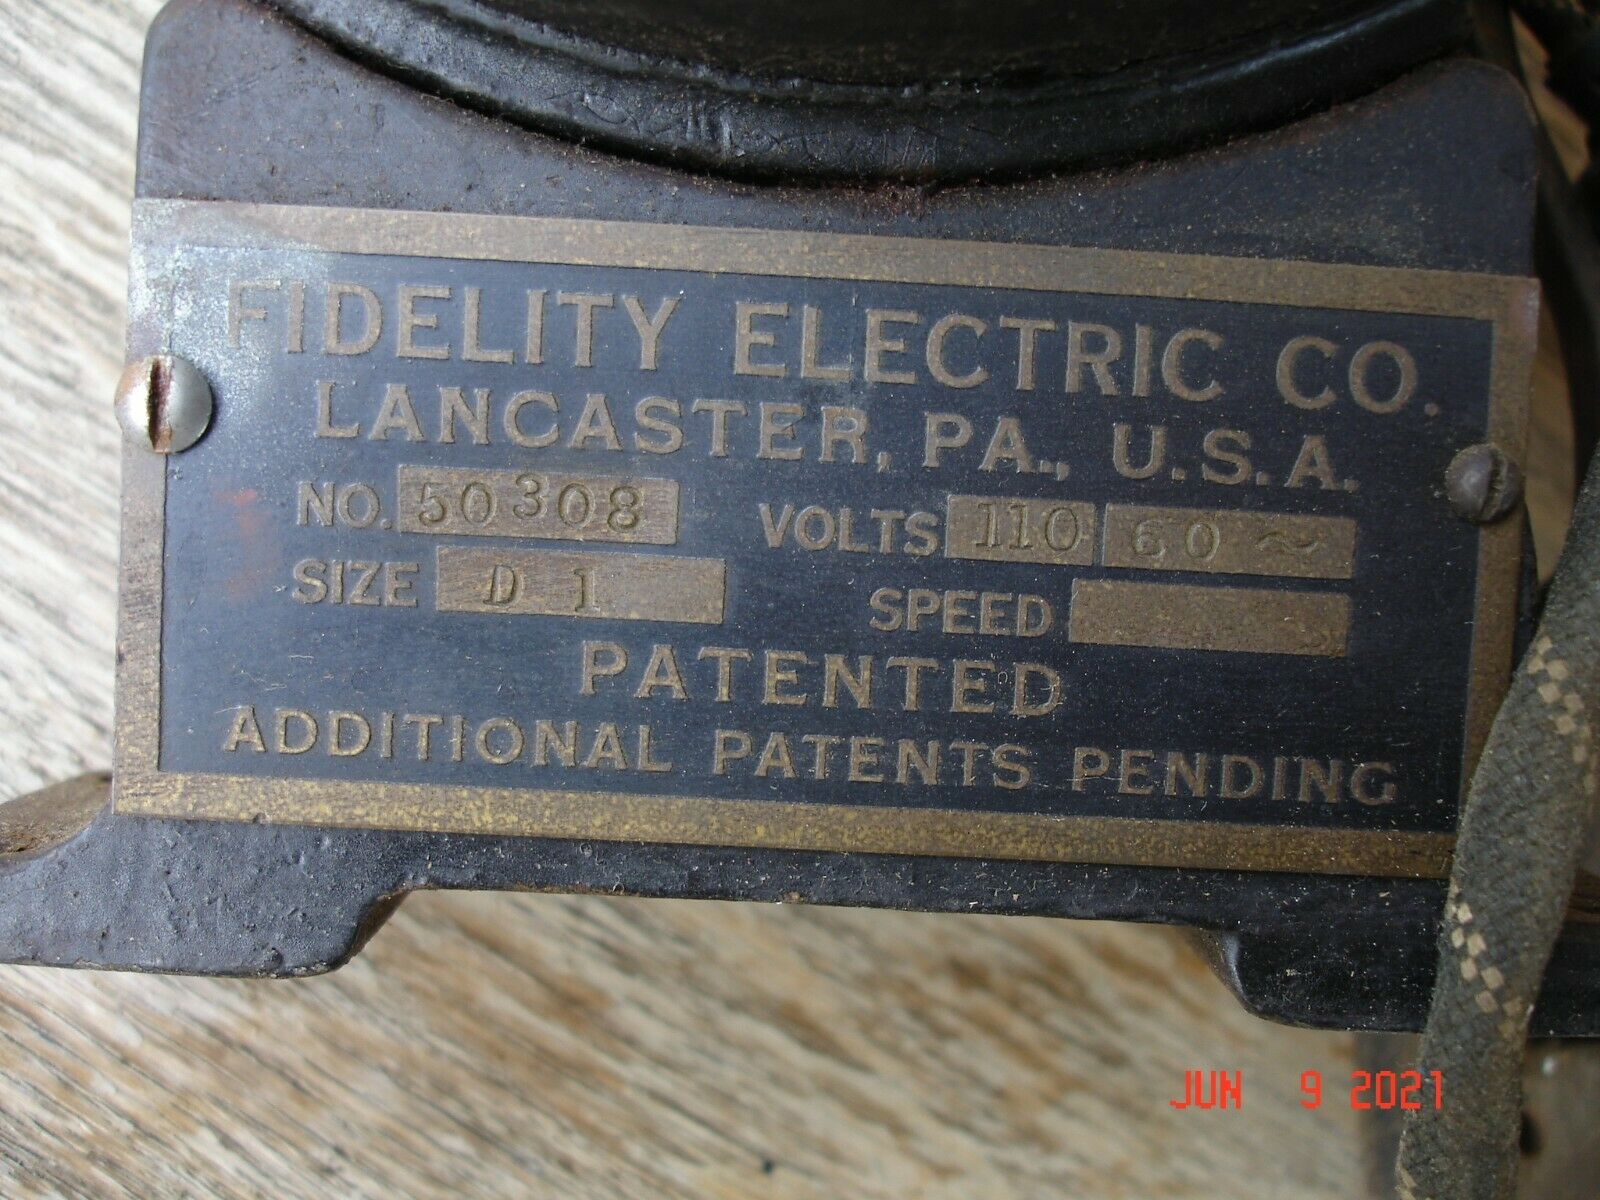 FIDELITY ELECTRIC CO.
LANCASTER, PA., U.S.A.
NO. 50308 VOLTS 110 60 ~
SIZE D 1 SPEED
PATENTED
ADDITIONAL PATENTS PENDING
JUN 9 2021